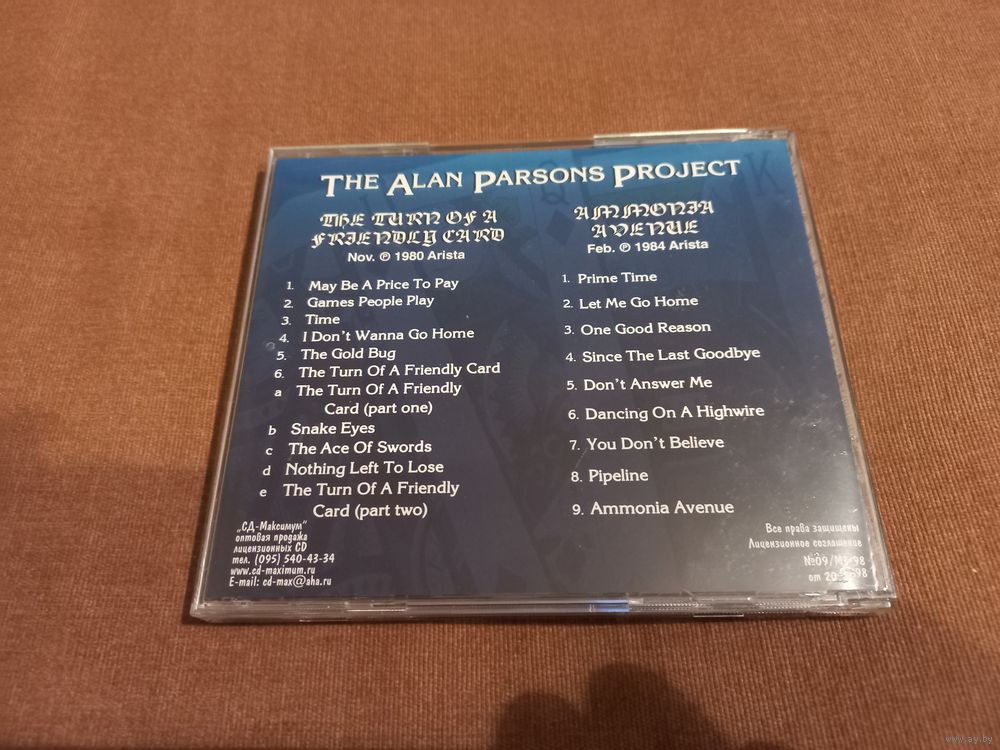 THE ALAN PARSONS PROJECT
THE TURN OF A
FRIENDLY CARD
Nov. ℗ 1980 Arista
1. May Be A Price To Pay
2. Games People Play
3. Time
4. I Don't Wanna Go Home
5. The Gold Bug
6. The Turn Of A Friendly Card
a The Turn Of A Friendly
Card (part one)
b Snake Eyes
c The Ace Of Swords
d Nothing Left To Lose
e The Turn Of A Friendly
Card (part two)
AMMONIA
AVENUE
Feb. ℗ 1984 Arista
1. Prime Time
2. Let Me Go Home
3. One Good Reason
4. Since The Last Goodbye
5. Don't Answer Me
6. Dancing On A Highwire
7. You Don't Believe
8. Pipeline
9. Ammonia Avenue
„СД-Максимум"
оптовая продажа
лицензионных CD
тел. (095) 540-43-34
www.cd-maximum.ru
E-mail: cd-max@aha.ru
Все права защищены
Лицензионное соглашение
от
Q
K
www.ay.by